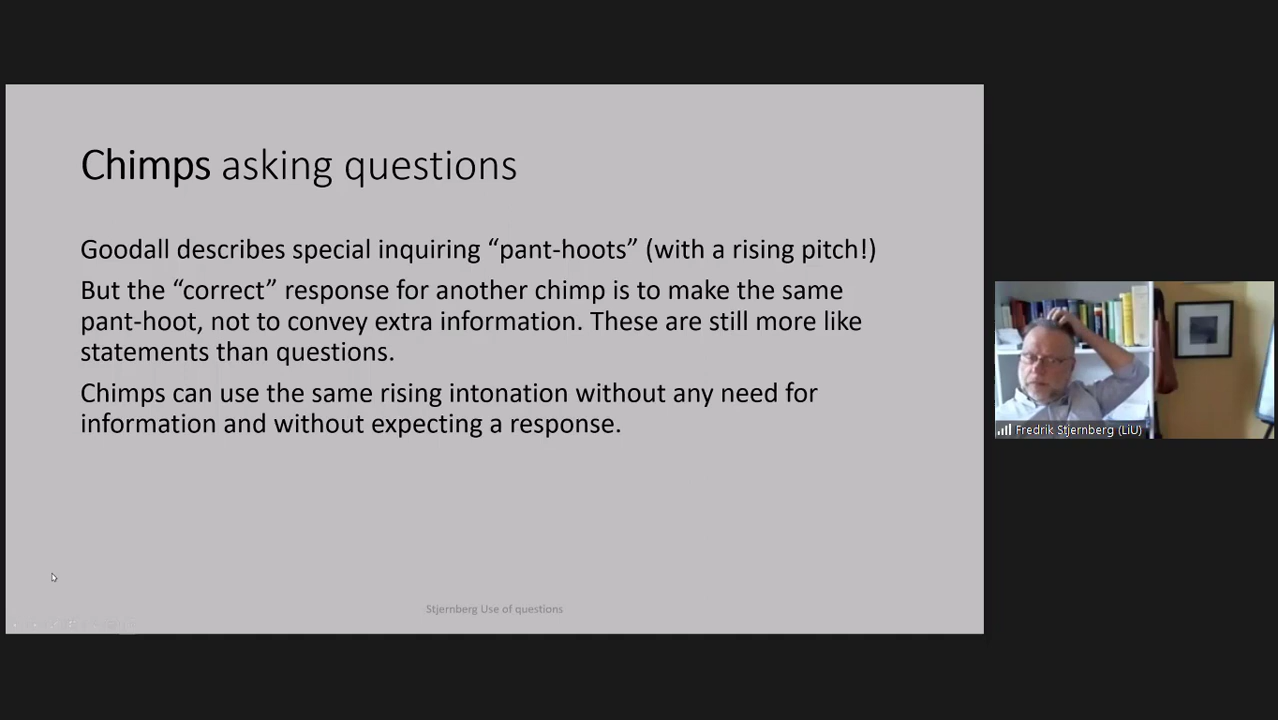 Chimps asking questions
Goodall describes special inquiring “pant-hoots” (with a rising pitch!)
But the “correct” response for another chimp is to make the same
pant-hoot, not to convey extra information. These are still more like
statements than questions.
Chimps can use the same rising intonation without any need for
information and without expecting a response.
Stjernberg Use of questions
Fredrik Stjernberg (LiU)